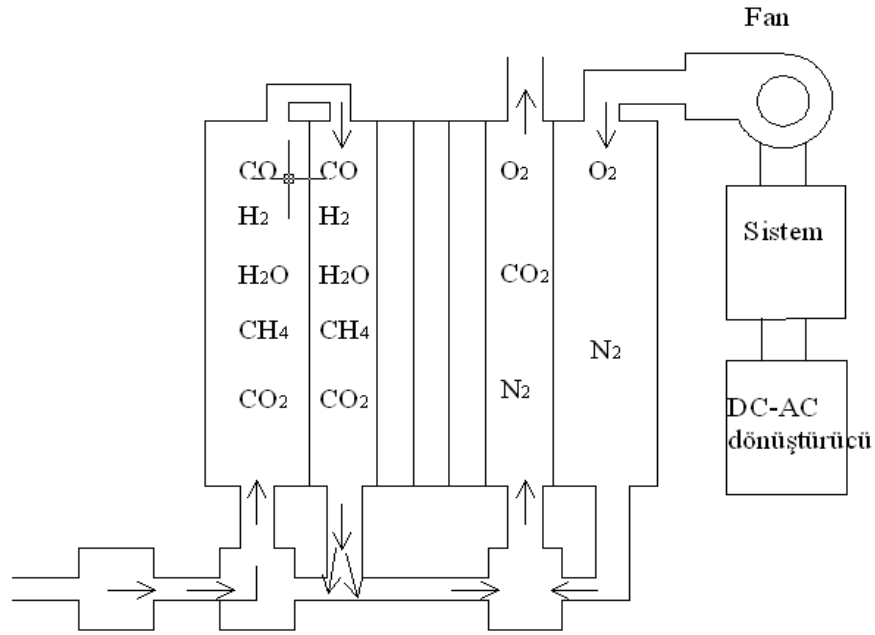 Fan
CO CO O2 O2
H2 H2
Sistem
H2O H2O CO2
CH4 CH4
N2
CO2 CO2 N2
DC-AC
dönüştürücü